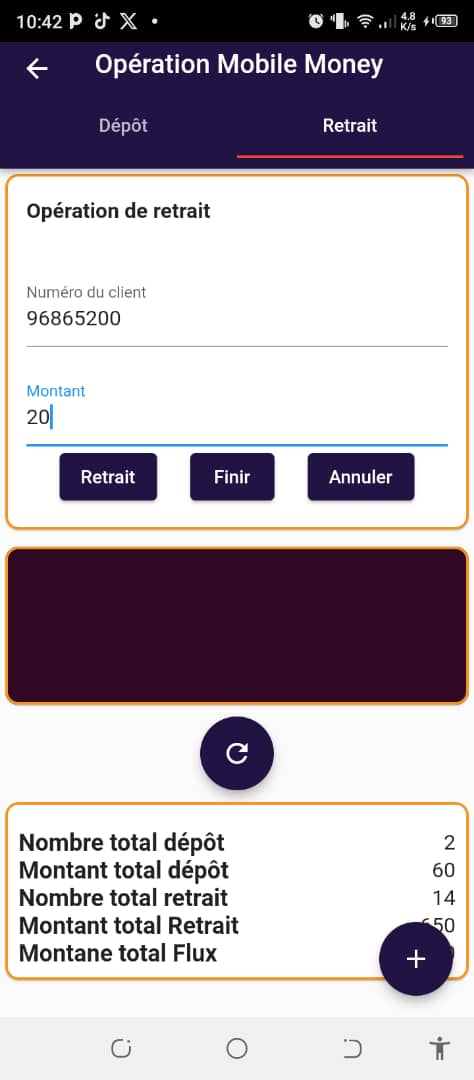 10:42
4.8
K/s
93
Opération Mobile Money
Dépôt Retrait
Opération de retrait
Numéro du client
96865200
Montant
20
Retrait Finir Annuler
Nombre total dépôt 2
Montant total dépôt 60
Nombre total retrait 14
Montant total Retrait 50
Montane total Flux
+